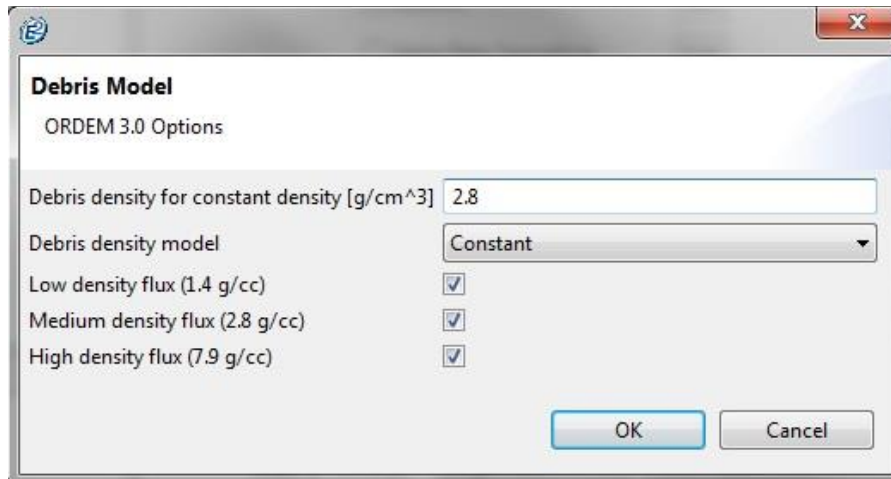 Debris Model
ORDEM 3.0 Options
Debris density for constant density [g/cm^3] 2.8
Debris density model Constant
Low density flux (1.4 g/cc)
Medium density flux (2.8 g/cc)
High density flux (7.9 g/cc)
OK Cancel